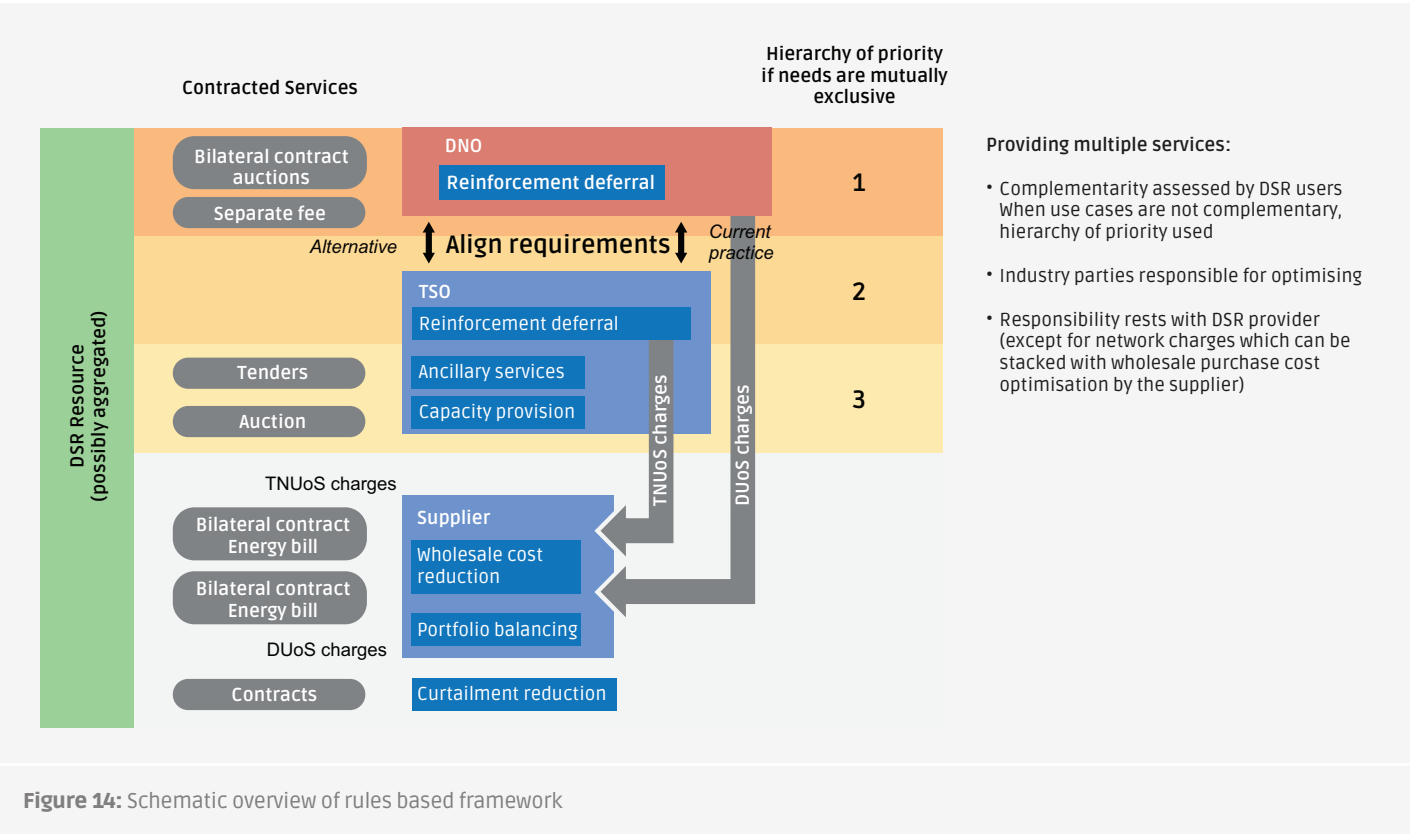 Contracted Services
Hierarchy of priority
if needs are mutually
exclusive
DSR Resource
(possibly aggregated)
Bilateral contract
auctions
Separate fee
DNO
Reinforcement deferral
1
Alternative
Align requirements
Current
practice
2
TSO
Reinforcement deferral
Tenders
Ancillary services
Auction
Capacity provision
3
TNUoS charges
DUoS charges
TNUoS charges
Bilateral contract
Energy bill
Bilateral contract
Energy bill
DUoS charges
Supplier
Wholesale cost
reduction
Portfolio balancing
Contracts
Curtailment reduction
Providing multiple services:
• Complementarity assessed by DSR users
When use cases are not complementary,
hierarchy of priority used
• Industry parties responsible for optimising
• Responsibility rests with DSR provider
(except for network charges which can be
stacked with wholesale purchase cost
optimisation by the supplier)
Figure 14: Schematic overview of rules based framework